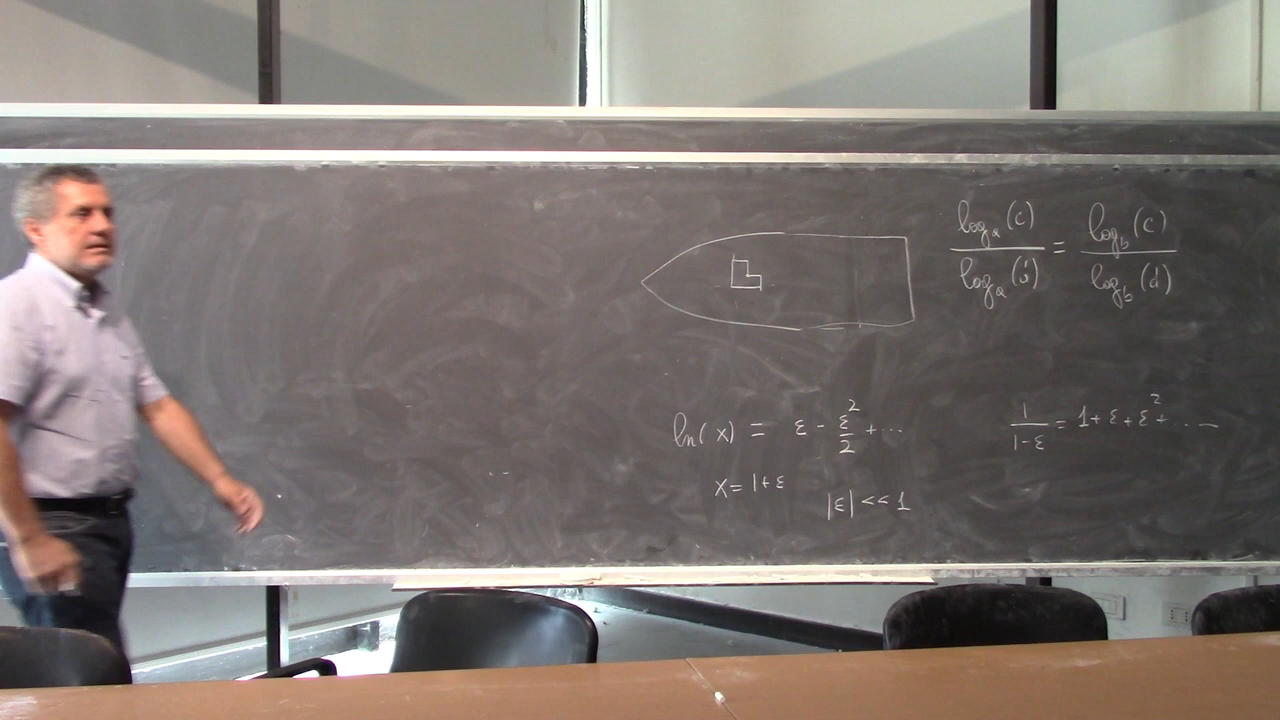 log_a(c) / log_a(d) = log_b(c) / log_b(d)
ln(x) = ε - ε²/2 + ...
1/(1-ε) = 1+ε+ε²+...
x = 1+ε
|ε| << 1